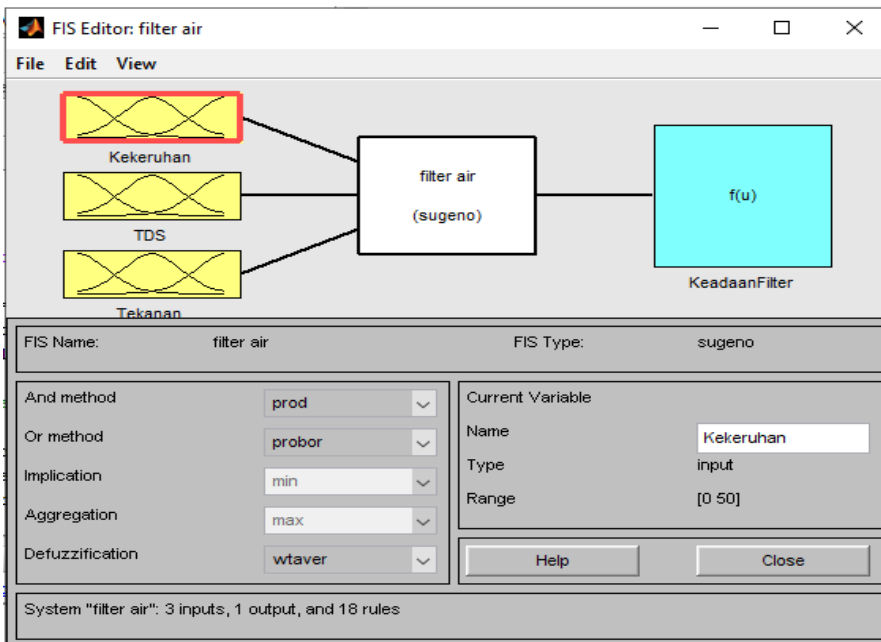 FIS Editor: filter air
File Edit View
Kekeruhan
TDS
Tekanan
filter air
(sugeno)
f(u)
KeadaanFilter
FIS Name: filter air FIS Type: sugeno
And method prod
Or method probor
Implication min
Aggregation max
Defuzzification wtaver
Current Variable
Name Kekeruhan
Type input
Range [0 50]
Help Close
System "filter air": 3 inputs, 1 output, and 18 rules